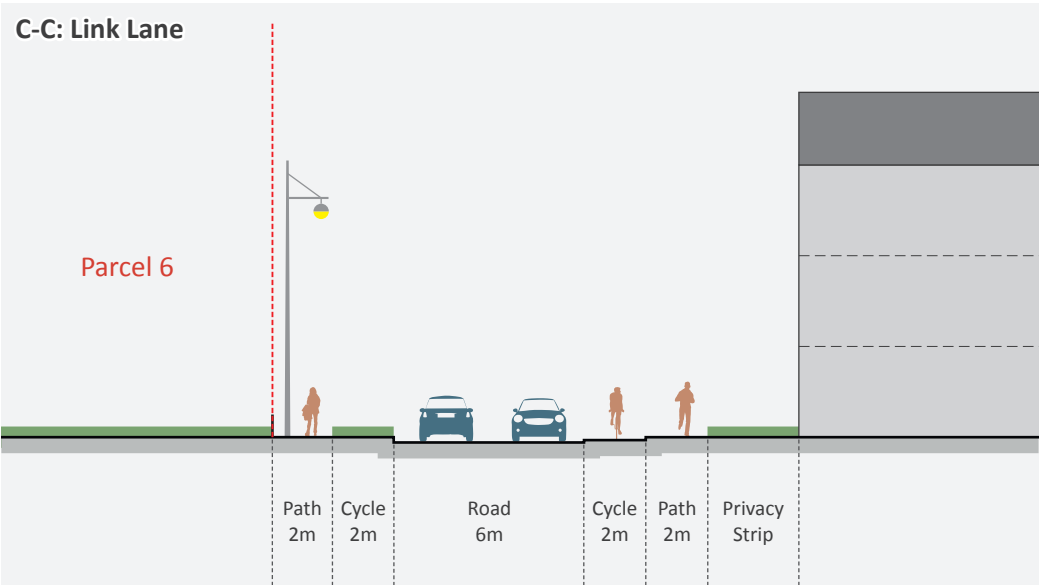 C-C: Link Lane
Parcel 6
Path
2m
Cycle
2m
Road
6m
Cycle
2m
Path
2m
Privacy
Strip